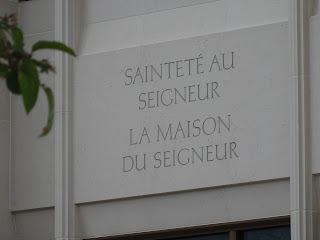 SAINTETÉ AU
SEIGNEUR
LA MAISON
DU SEIGNEUR